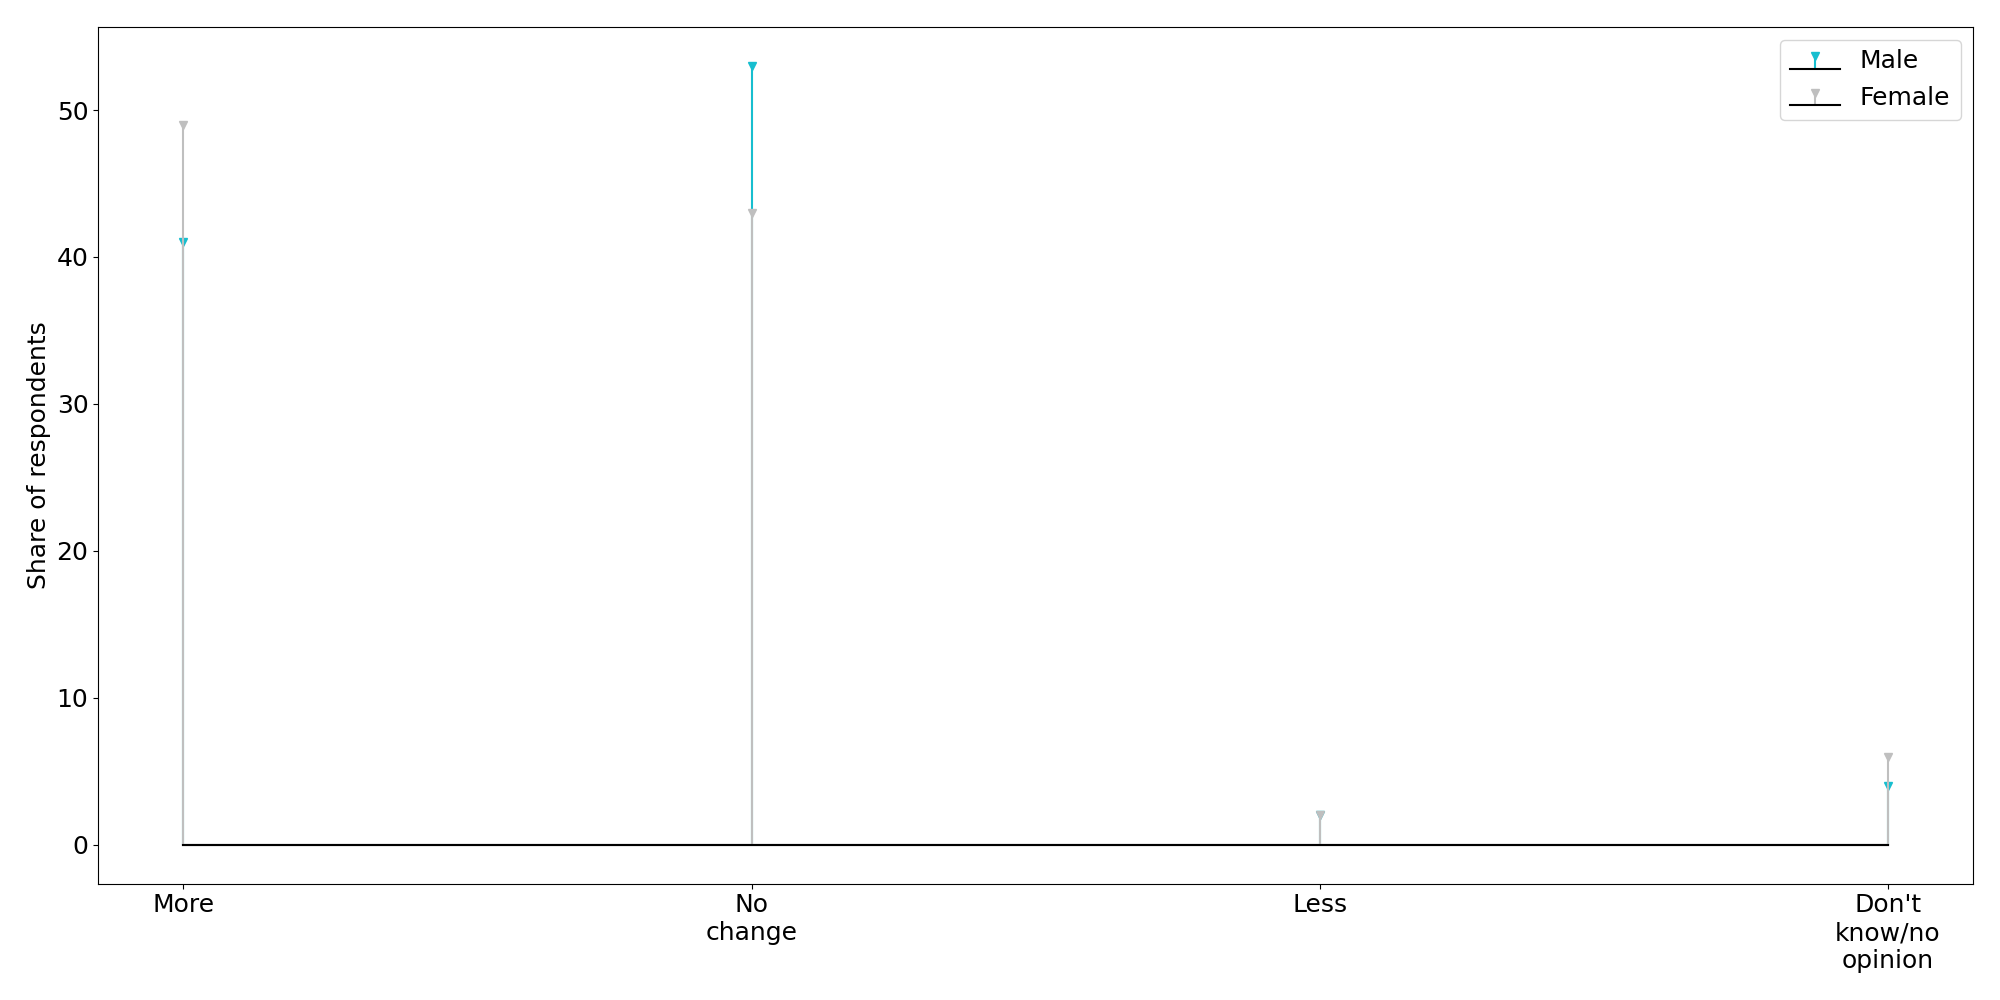 Male
Female
50
40
30
20
10
0
Share of respondents
More
No
change
Less
Don't
know/no
opinion